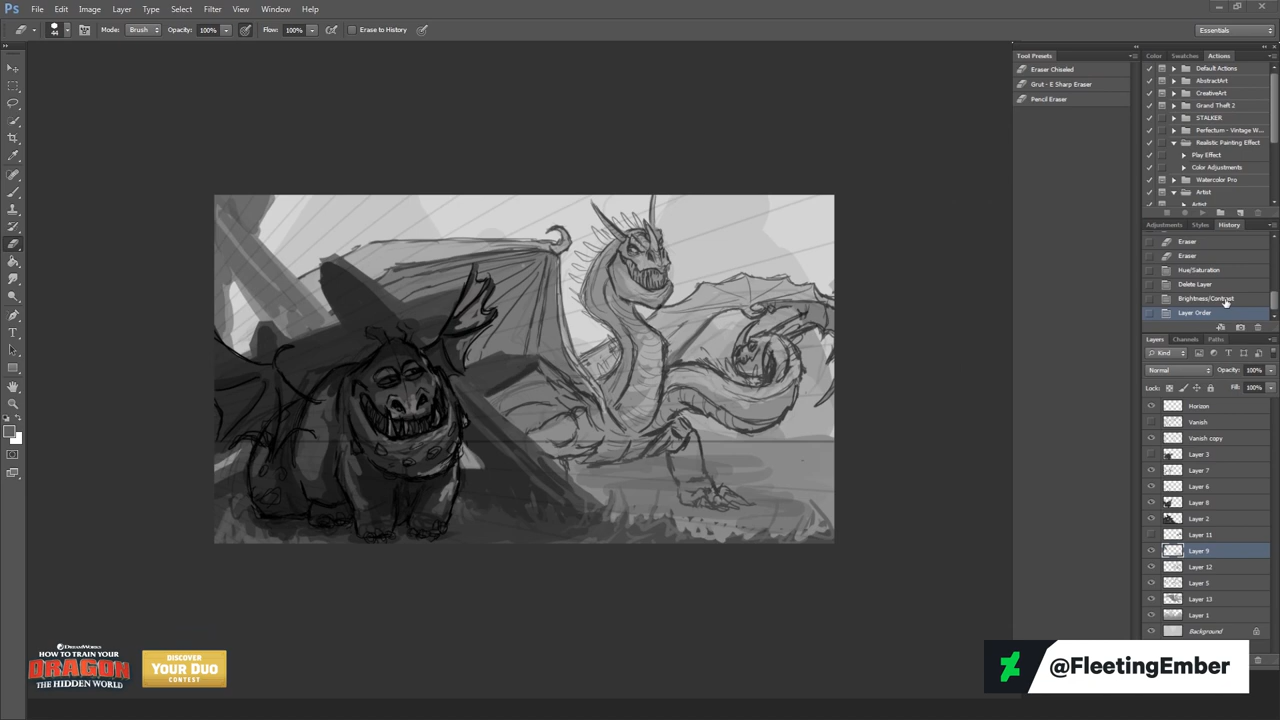 Ps File Edit Image Layer Type Select Filter View Window Help
44 Mode: Brush Opacity: 100% Flow: 100% Erase to History Essentials
Tool Presets
Eraser Chiseled
Grut - E Sharp Eraser
Pencil Eraser
Color Swatches Actions
Default Actions
AbstractArt
CreativeArt
Grand Theft 2
STALKER
Perfectum - Vintage W...
Realistic Painting Effect
Play Effect
Color Adjustments
Watercolor Pro
Artist
Artist
Adjustments Styles History
Eraser
Eraser
Hue/Saturation
Delete Layer
Brightness/Contrast
Layer Order
Layers Channels Paths
Kind
Normal Opacity: 100%
Lock: Fill: 100%
Horizon
Vanish
Vanish copy
Layer 3
Layer 7
Layer 6
Layer 8
Layer 2
Layer 11
Layer 9
Layer 12
Layer 5
Layer 13
Layer 1
Background
DREAMWORKS
HOW TO TRAIN YOUR
DRAGON
THE HIDDEN WORLD
DISCOVER
YOUR DUO
CONTEST
@FleetingEmber